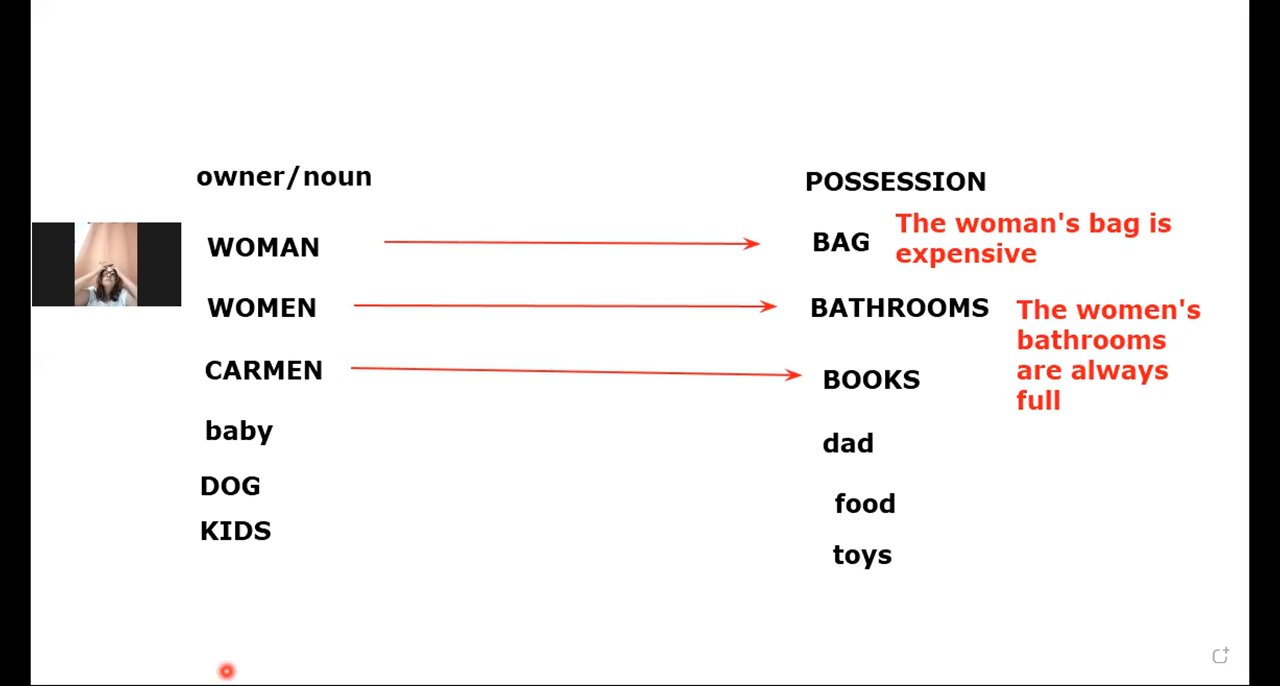 owner/noun
POSSESSION
WOMAN
BAG
The woman's bag is
expensive
WOMEN
BATHROOMS
The women's
bathrooms
are always
full
CARMEN
BOOKS
baby
dad
DOG
food
KIDS
toys